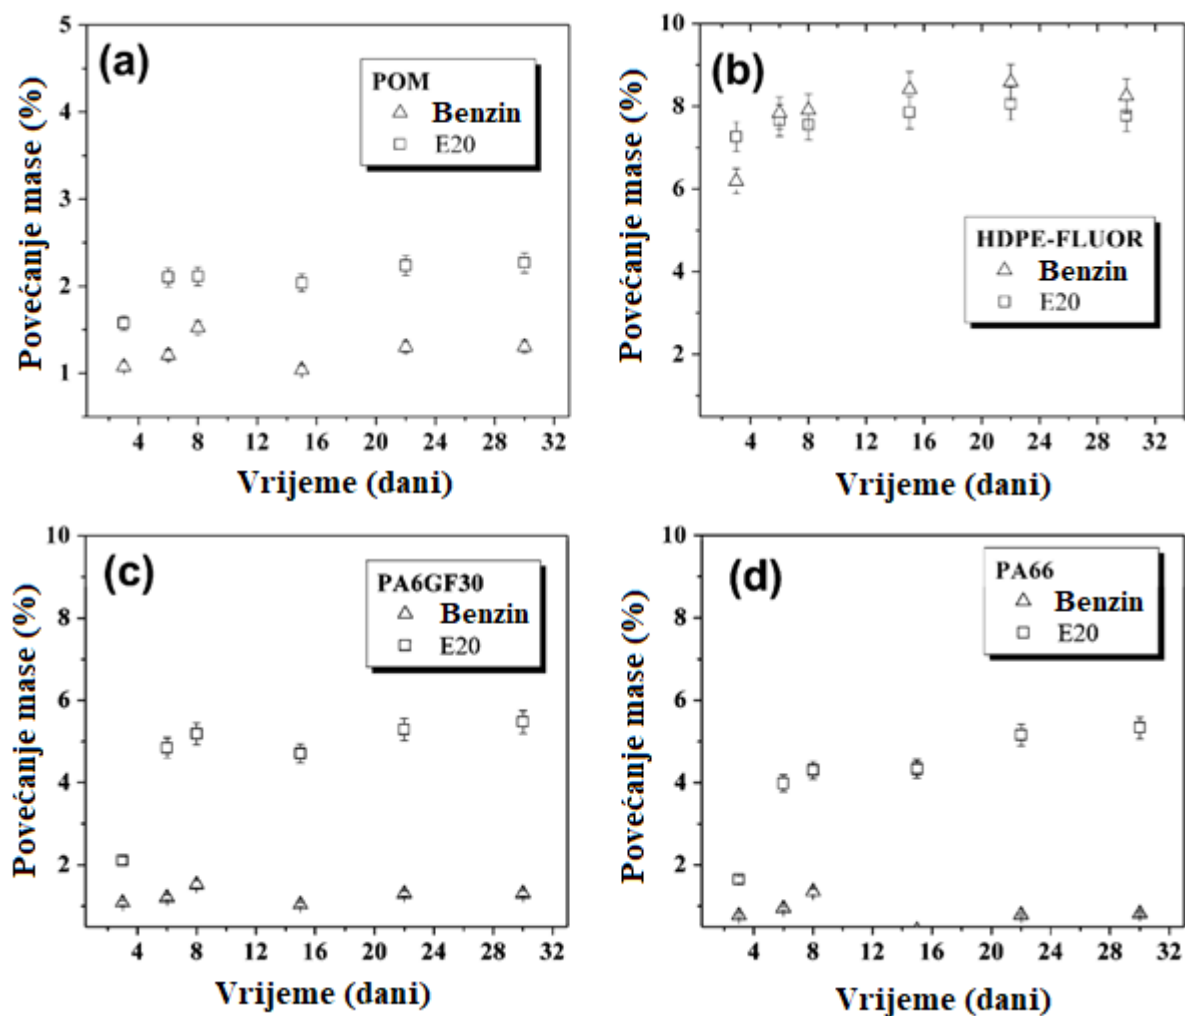 (a)
Povećanje mase (%)
5
4
3
2
1
POM
Benzin
E20
4 8 12 16 20 24 28 32
Vrijeme (dani)
(b)
Povećanje mase (%)
10
8
6
4
2
HDPE-FLUOR
Benzin
E20
4 8 12 16 20 24 28 32
Vrijeme (dani)
(c)
Povećanje mase (%)
10
8
6
4
2
PA6GF30
Benzin
E20
4 8 12 16 20 24 28 32
Vrijeme (dani)
(d)
Povećanje mase (%)
10
8
6
4
2
PA66
Benzin
E20
4 8 12 16 20 24 28 32
Vrijeme (dani)